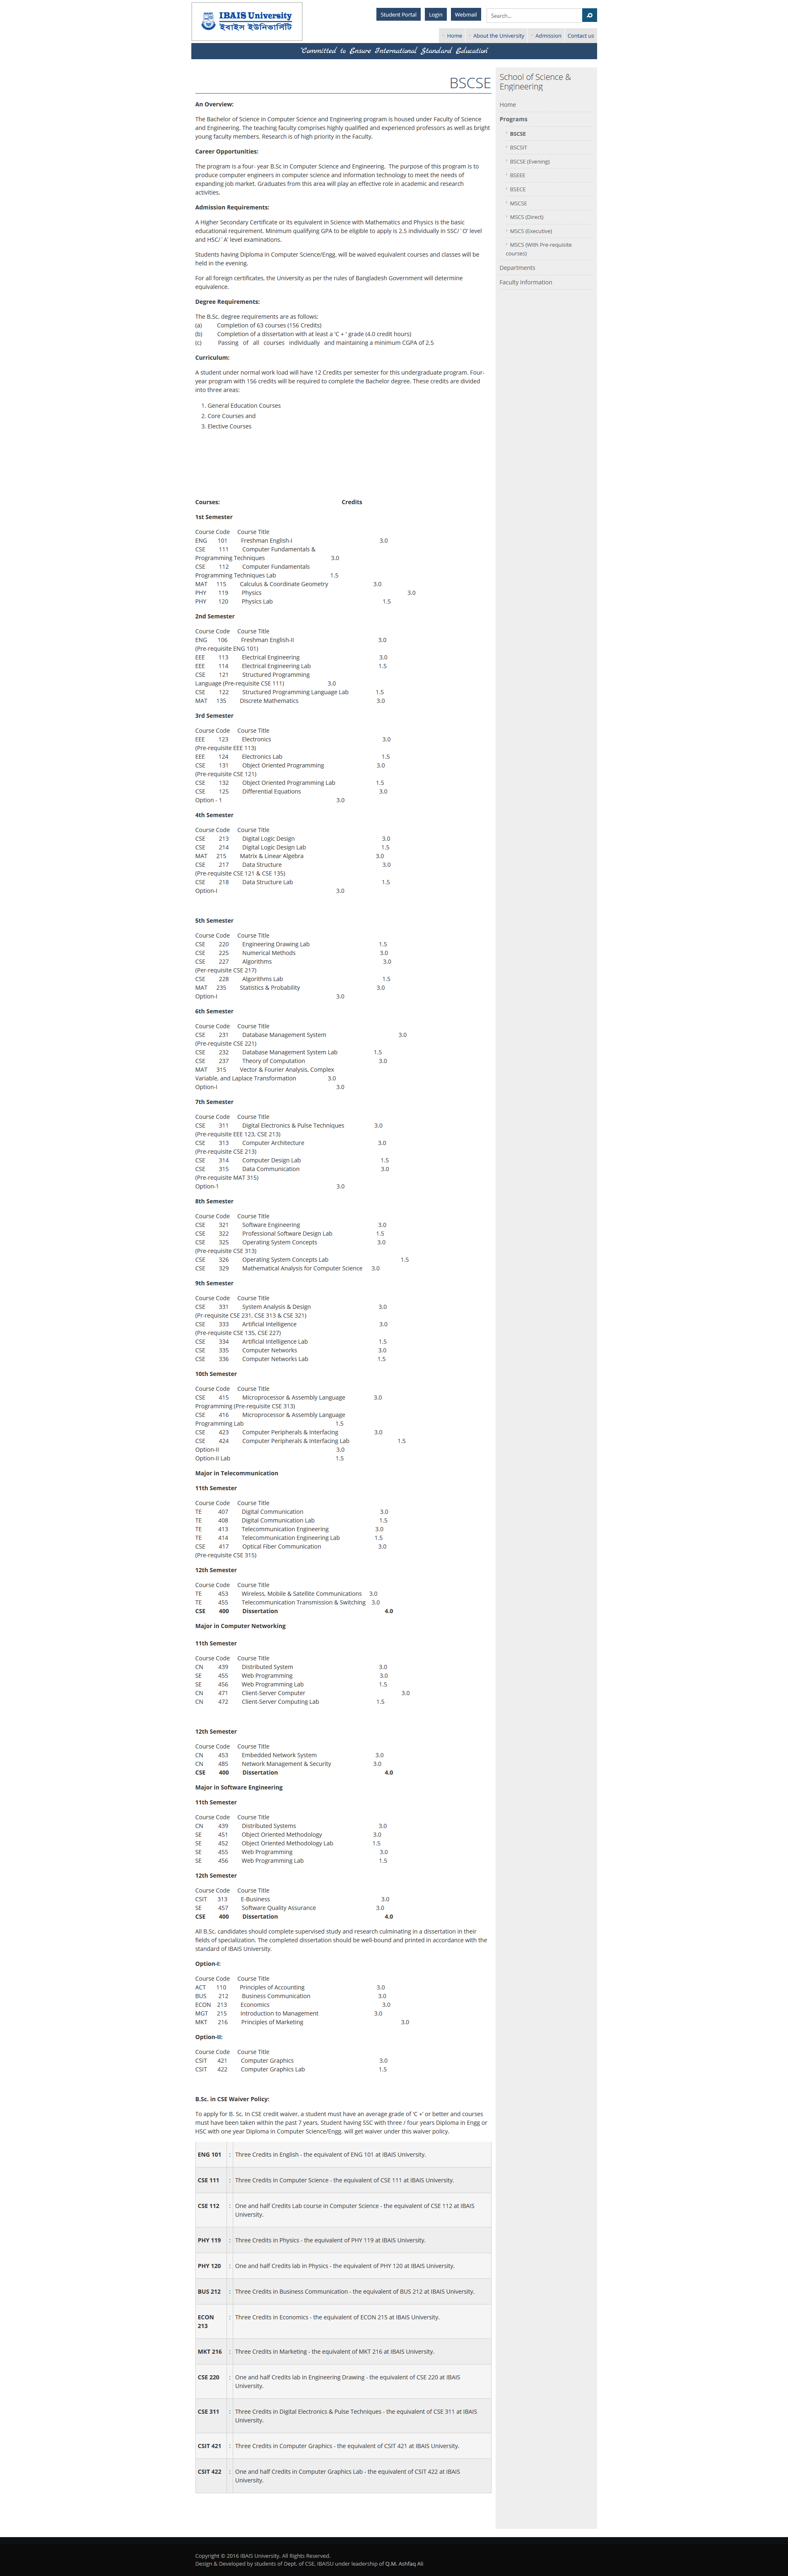 IBAIS University
ইবাইস ইউনিভার্সিটি
Student Portal
Login
Webmail
Search...
Home
About the University
Admission
Contact us
"Committed to Ensure International Standard Education"
BSCSE
An Overview:
The Bachelor of Science in Computer Science and Engineering program is housed under Faculty of Science
and Engineering. The teaching faculty comprises highly qualified and experienced professors as well as bright
young faculty members. Research is of high priority in the Faculty.
Career Opportunities:
The program is a four- year B.Sc in Computer Science and Engineering. The purpose of this program is to
produce computer engineers in computer science and information technology to meet the needs of
expanding job market. Graduates from this area will play an effective role in academic and research
activities.
Admission Requirements:
A Higher Secondary Certificate or its equivalent in Science with Mathematics and Physics is the basic
educational requirement. Minimum qualifying GPA to be eligible to apply is 2.5 individually in SSC/ ' O' level
and HSC/ ' A' level examinations.
Students having Diploma in Computer Science/Engg. will be waived equivalent courses and classes will be
held in the evening.
For all foreign certificates, the University as per the rules of Bangladesh Government will determine
equivalence.
Degree Requirements:
The B.Sc. degree requirements are as follows:
(a) Completion of 63 courses (156 Credits)
(b) Completion of a dissertation with at least a 'C + ' grade (4.0 credit hours)
(c) Passing of all courses individually and maintaining a minimum CGPA of 2.5
Curriculum:
A student under normal work load will have 12 Credits per semester for this undergraduate program. Four-
year program with 156 credits will be required to complete the Bachelor degree. These credits are divided
into three areas:
1. General Education Courses
2. Core Courses and
3. Elective Courses
Courses: Credits
1st Semester
Course Code Course Title
ENG 101 Freshman English-I 3.0
CSE 111 Computer Fundamentals &
Programming Techniques 3.0
CSE 112 Computer Fundamentals
Programming Techniques Lab 1.5
MAT 115 Calculus & Coordinate Geometry 3.0
PHY 119 Physics 3.0
PHY 120 Physics Lab 1.5
2nd Semester
Course Code Course Title
ENG 106 Freshman English-II 3.0
(Pre-requisite ENG 101)
EEE 113 Electrical Engineering 3.0
EEE 114 Electrical Engineering Lab 1.5
CSE 121 Structured Programming
Language (Pre-requisite CSE 111) 3.0
CSE 122 Structured Programming Language Lab 1.5
MAT 135 Discrete Mathematics 3.0
3rd Semester
Course Code Course Title
EEE 123 Electronics 3.0
(Pre-requisite EEE 113)
EEE 124 Electronics Lab 1.5
CSE 131 Object Oriented Programming 3.0
(Pre-requisite CSE 121)
CSE 132 Object Oriented Programming Lab 1.5
CSE 125 Differential Equations 3.0
Option - 1 3.0
4th Semester
Course Code Course Title
CSE 213 Digital Logic Design 3.0
CSE 214 Digital Logic Design Lab 1.5
MAT 215 Matrix & Linear Algebra 3.0
CSE 217 Data Structure 3.0
(Pre-requisite CSE 121 & CSE 135)
CSE 218 Data Structure Lab 1.5
Option-I 3.0
5th Semester
Course Code Course Title
CSE 220 Engineering Drawing Lab 1.5
CSE 225 Numerical Methods 3.0
CSE 227 Algorithms 3.0
(Per-requisite CSE 217)
CSE 228 Algorithms Lab 1.5
MAT 235 Statistics & Probability 3.0
Option-I 3.0
6th Semester
Course Code Course Title
CSE 231 Database Management System 3.0
(Pre-requisite CSE 221)
CSE 232 Database Management System Lab 1.5
CSE 237 Theory of Computation 3.0
MAT 315 Vector & Fourier Analysis, Complex
Variable, and Laplace Transformation 3.0
Option-I 3.0
7th Semester
Course Code Course Title
CSE 311 Digital Electronics & Pulse Techniques 3.0
(Pre-requisite EEE 123, CSE 213)
CSE 313 Computer Architecture 3.0
(Pre-requisite CSE 213)
CSE 314 Computer Design Lab 1.5
CSE 315 Data Communication 3.0
(Pre-requisite MAT 315)
Option-1 3.0
8th Semester
Course Code Course Title
CSE 321 Software Engineering 3.0
CSE 322 Professional Software Design Lab 1.5
CSE 325 Operating System Concepts 3.0
(Pre-requisite CSE 313)
CSE 326 Operating System Concepts Lab 1.5
CSE 329 Mathematical Analysis for Computer Science 3.0
9th Semester
Course Code Course Title
CSE 331 System Analysis & Design 3.0
(Pr-requisite CSE 231, CSE 313 & CSE 321)
CSE 333 Artificial Intelligence 3.0
(Pre-requisite CSE 135, CSE 227)
CSE 334 Artificial Intelligence Lab 1.5
CSE 335 Computer Networks 3.0
CSE 336 Computer Networks Lab 1.5
10th Semester
Course Code Course Title
CSE 415 Microprocessor & Assembly Language 3.0
Programming (Pre-requisite CSE 313)
CSE 416 Microprocessor & Assembly Language
Programming Lab 1.5
CSE 423 Computer Peripherals & Interfacing 3.0
CSE 424 Computer Peripherals & Interfacing Lab 1.5
Option-II 3.0
Option-II Lab 1.5
Major in Telecommunication
11th Semester
Course Code Course Title
TE 407 Digital Communication 3.0
TE 408 Digital Communication Lab 1.5
TE 413 Telecommunication Engineering 3.0
TE 414 Telecommunication Engineering Lab 1.5
CSE 417 Optical Fiber Communication 3.0
(Pre-requisite CSE 315)
12th Semester
Course Code Course Title
TE 453 Wireless, Mobile & Satellite Communications 3.0
TE 455 Telecommunication Transmission & Switching 3.0
CSE 400 Dissertation 4.0
Major in Computer Networking
11th Semester
Course Code Course Title
CN 439 Distributed System 3.0
SE 455 Web Programming 3.0
SE 456 Web Programming Lab 1.5
CN 471 Client-Server Computer 3.0
CN 472 Client-Server Computing Lab 1.5
12th Semester
Course Code Course Title
CN 453 Embedded Network System 3.0
CN 485 Network Management & Security 3.0
CSE 400 Dissertation 4.0
Major in Software Engineering
11th Semester
Course Code Course Title
CN 439 Distributed Systems 3.0
SE 451 Object Oriented Methodology 3.0
SE 452 Object Oriented Methodology Lab 1.5
SE 455 Web Programming 3.0
SE 456 Web Programming Lab 1.5
12th Semester
Course Code Course Title
CSIT 313 E-Business 3.0
SE 457 Software Quality Assurance 3.0
CSE 400 Dissertation 4.0
All B.Sc. candidates should complete supervised study and research culminating in a dissertation in their
fields of specialization. The completed dissertation should be well-bound and printed in accordance with the
standard of IBAIS University.
Option-I:
Course Code Course Title
ACT 110 Principles of Accounting 3.0
BUS 212 Business Communication 3.0
ECON 213 Economics 3.0
MGT 215 Introduction to Management 3.0
MKT 216 Principles of Marketing 3.0
Option-II:
Course Code Course Title
CSIT 421 Computer Graphics 3.0
CSIT 422 Computer Graphics Lab 1.5
B.Sc. in CSE Waiver Policy:
To apply for B. Sc. In CSE credit waiver, a student must have an average grade of 'C +' or better and courses
must have been taken within the past 7 years, Student having SSC with three / four years Diploma in Engg or
HSC with one year Diploma in Computer Science/Engg. will get waiver under this waiver policy.
ENG 101 : Three Credits in English - the equivalent of ENG 101 at IBAIS University.
CSE 111 : Three Credits in Computer Science - the equivalent of CSE 111 at IBAIS University.
CSE 112 : One and half Credits Lab course in Computer Science - the equivalent of CSE 112 at IBAIS
University.
PHY 119 : Three Credits in Physics - the equivalent of PHY 119 at IBAIS University.
PHY 120 : One and half Credits lab in Physics - the equivalent of PHY 120 at IBAIS University.
BUS 212 : Three Credits in Business Communication - the equivalent of BUS 212 at IBAIS University.
ECON
213 : Three Credits in Economics - the equivalent of ECON 215 at IBAIS University.
MKT 216 : Three Credits in Marketing - the equivalent of MKT 216 at IBAIS University.
CSE 220 : One and half Credits lab in Engineering Drawing - the equivalent of CSE 220 at IBAIS
University.
CSE 311 : Three Credits in Digital Electronics & Pulse Techniques - the equivalent of CSE 311 at IBAIS
University.
CSIT 421 : Three Credits in Computer Graphics - the equivalent of CSIT 421 at IBAIS University.
CSIT 422 : One and half Credits in Computer Graphics Lab - the equivalent of CSIT 422 at IBAIS
University.
School of Science &
Engineering
Home
Programs
BSCSE
BSCSIT
BSCSE (Evening)
BSEEE
BSECE
MSCSE
MSCS (Direct)
MSCS (Executive)
MSCS (With Pre-requisite
courses)
Departments
Faculty Information
Copyright © 2016 IBAIS University. All Rights Reserved.
Design & Developed by students of Dept. of CSE, IBAISU under leadership of Q.M. Ashfaq Ali